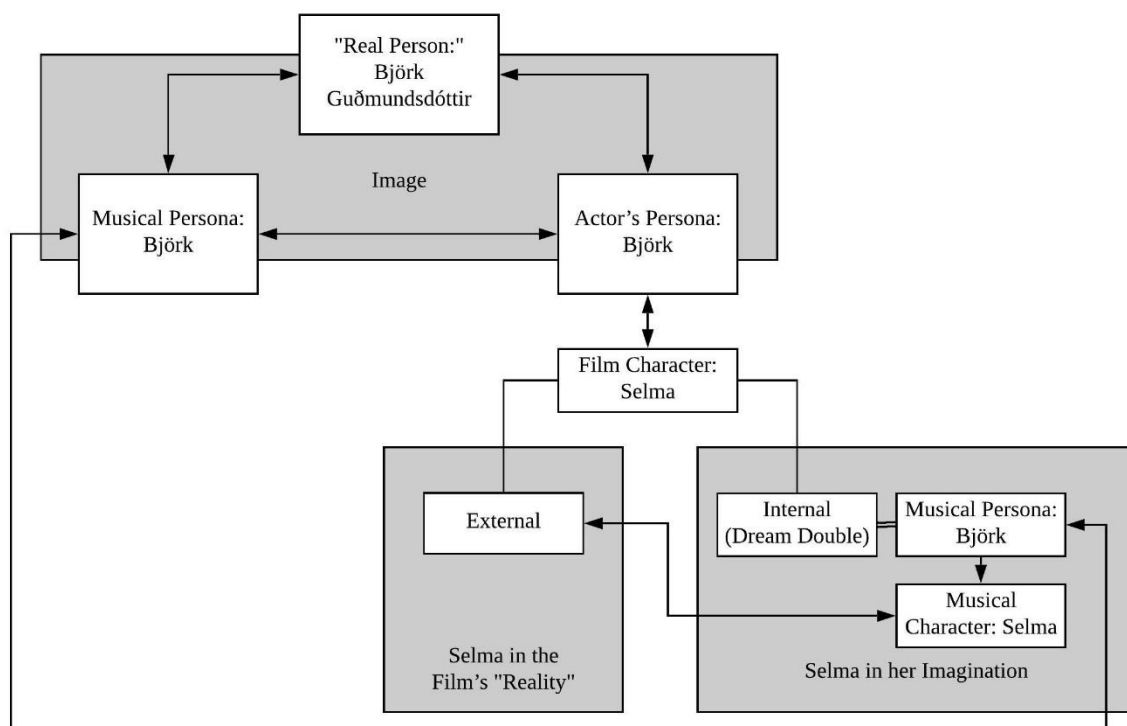 "Real Person:"
Björk
Guðmundsdóttir
Image
Musical Persona:
Björk
Actor’s Persona:
Björk
Film Character:
Selma
External
Internal
(Dream Double)
Musical Persona:
Björk
Musical
Character: Selma
Selma in the
Film’s "Reality"
Selma in her Imagination